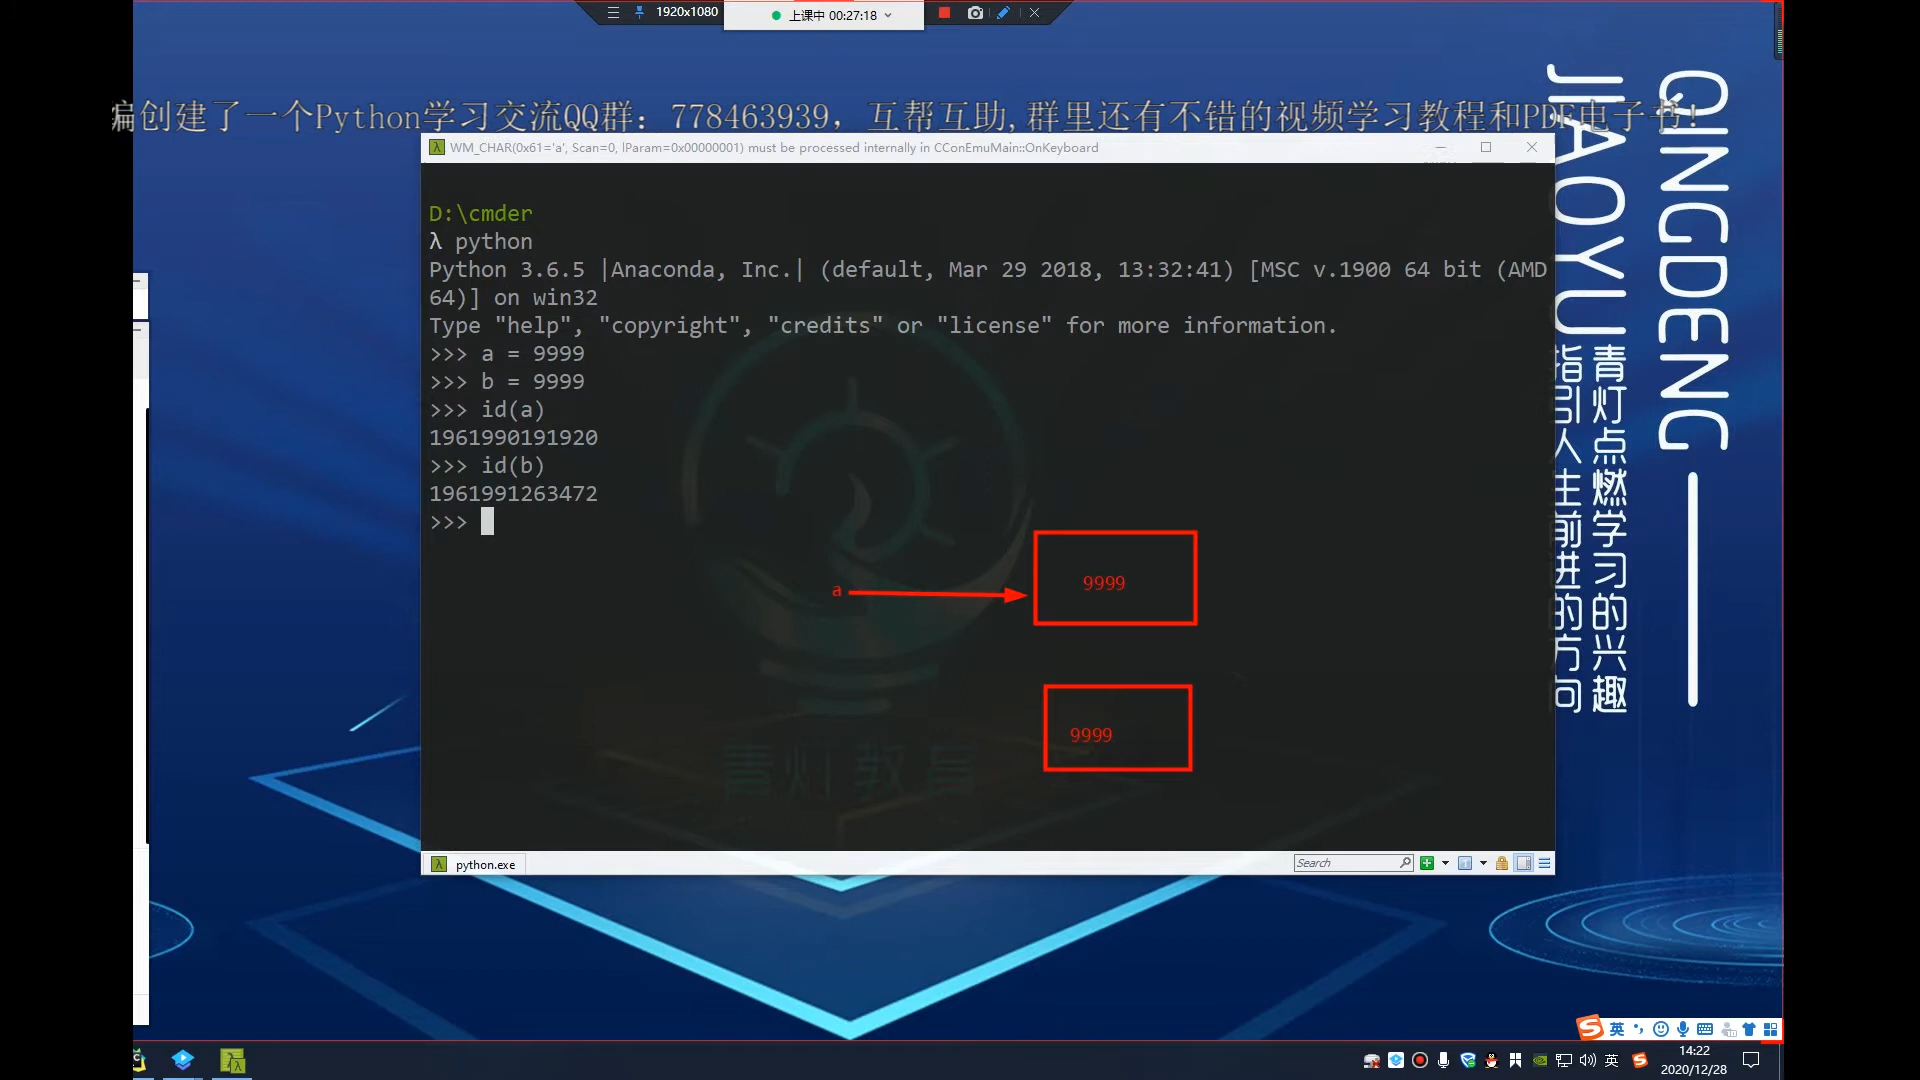 1920x1080
上课中 00:27:18
编创建了一个Python学习交流QQ群：778463939，互帮互助,群里还有不错的视频学习教程和PDF电子书!
WM_CHAR(0x61='a', Scan=0, lParam=0x00000001) must be processed internally in CConEmuMain::OnKeyboard
D:\cmder
λ python
Python 3.6.5 |Anaconda, Inc.| (default, Mar 29 2018, 13:32:41) [MSC v.1900 64 bit (AMD
64)] on win32
Type "help", "copyright", "credits" or "license" for more information.
>>> a = 9999
>>> b = 9999
>>> id(a)
1961990191920
>>> id(b)
1961991263472
>>>
a
9999
9999
青灯教育
python.exe
Search
QINGDENG
JIAOYU
青灯点燃学习的兴趣
指引人生前进的方向
英
英
14:22
2020/12/28